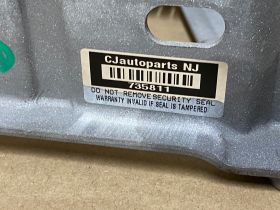 CJautoparts NJ
735811
DO NOT REMOVE SECURITY SEAL
WARRANTY INVALID IF SEAL IS TAMPERED